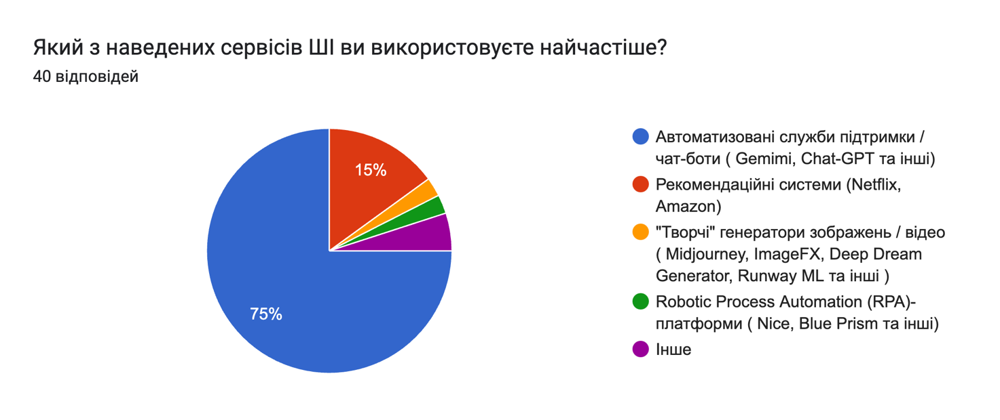 Який з наведених сервісів ШІ ви використовуєте найчастіше?
40 відповідей
15%
75%
Автоматизовані служби підтримки /
чат-боти ( Gemimi, Chat-GPT та інші)
Рекомендаційні системи (Netflix,
Amazon)
"Творчі" генератори зображень / відео
( Midjourney, ImageFX, Deep Dream
Generator, Runway ML та інші )
Robotic Process Automation (RPA)-
платформи ( Nice, Blue Prism та інші)
Інше